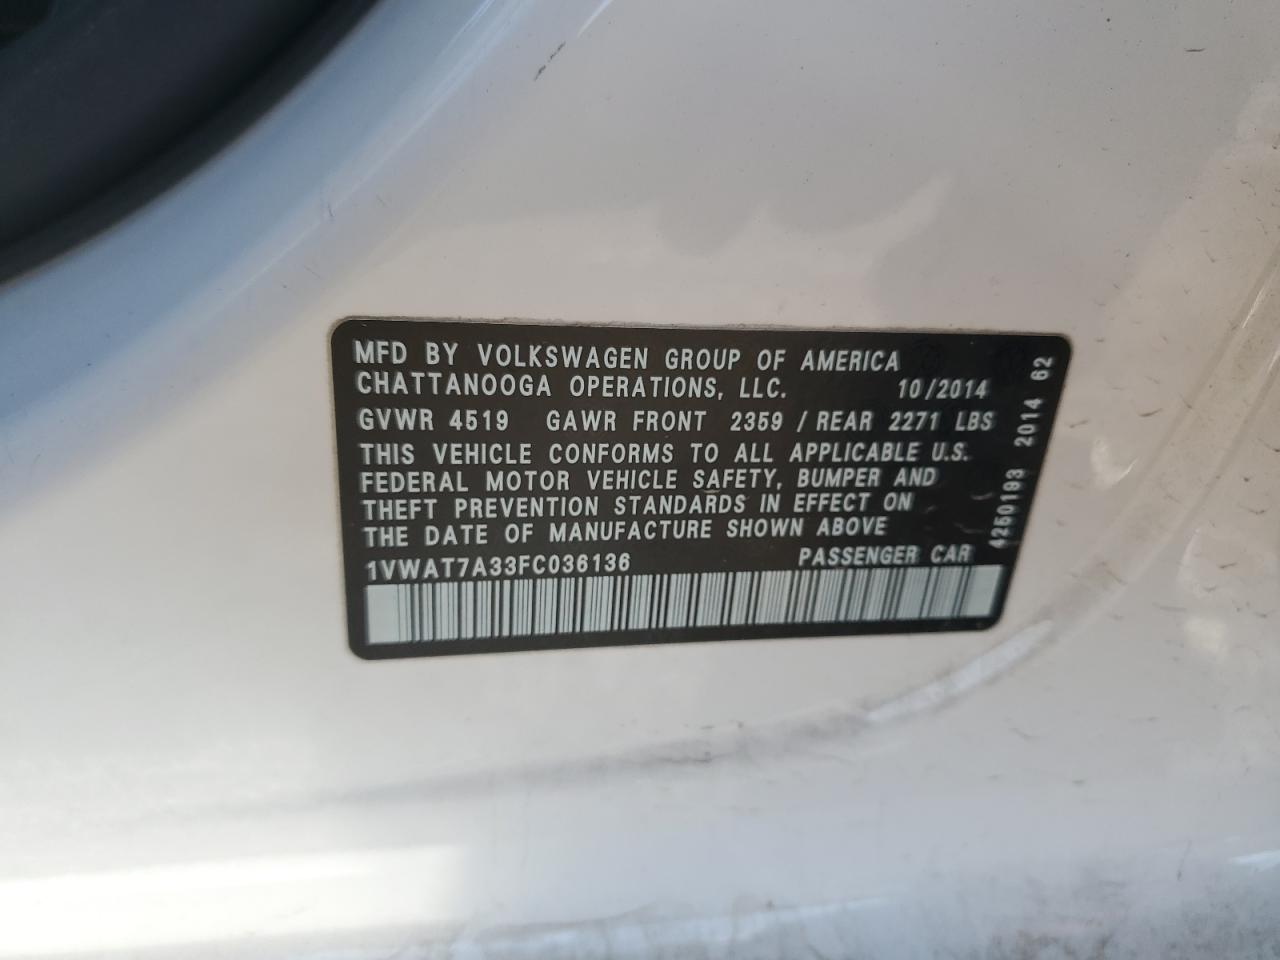 MFD BY VOLKSWAGEN GROUP OF AMERICA
CHATTANOOGA OPERATIONS, LLC. 10/2014
GVWR 4519 GAWR FRONT 2359 / REAR 2271 LBS
THIS VEHICLE CONFORMS TO ALL APPLICABLE U.S.
FEDERAL MOTOR VEHICLE SAFETY, BUMPER AND
THEFT PREVENTION STANDARDS IN EFFECT ON
THE DATE OF MANUFACTURE SHOWN ABOVE
1VWAT7A33FC036136 PASSENGER CAR
4250193 2014 62